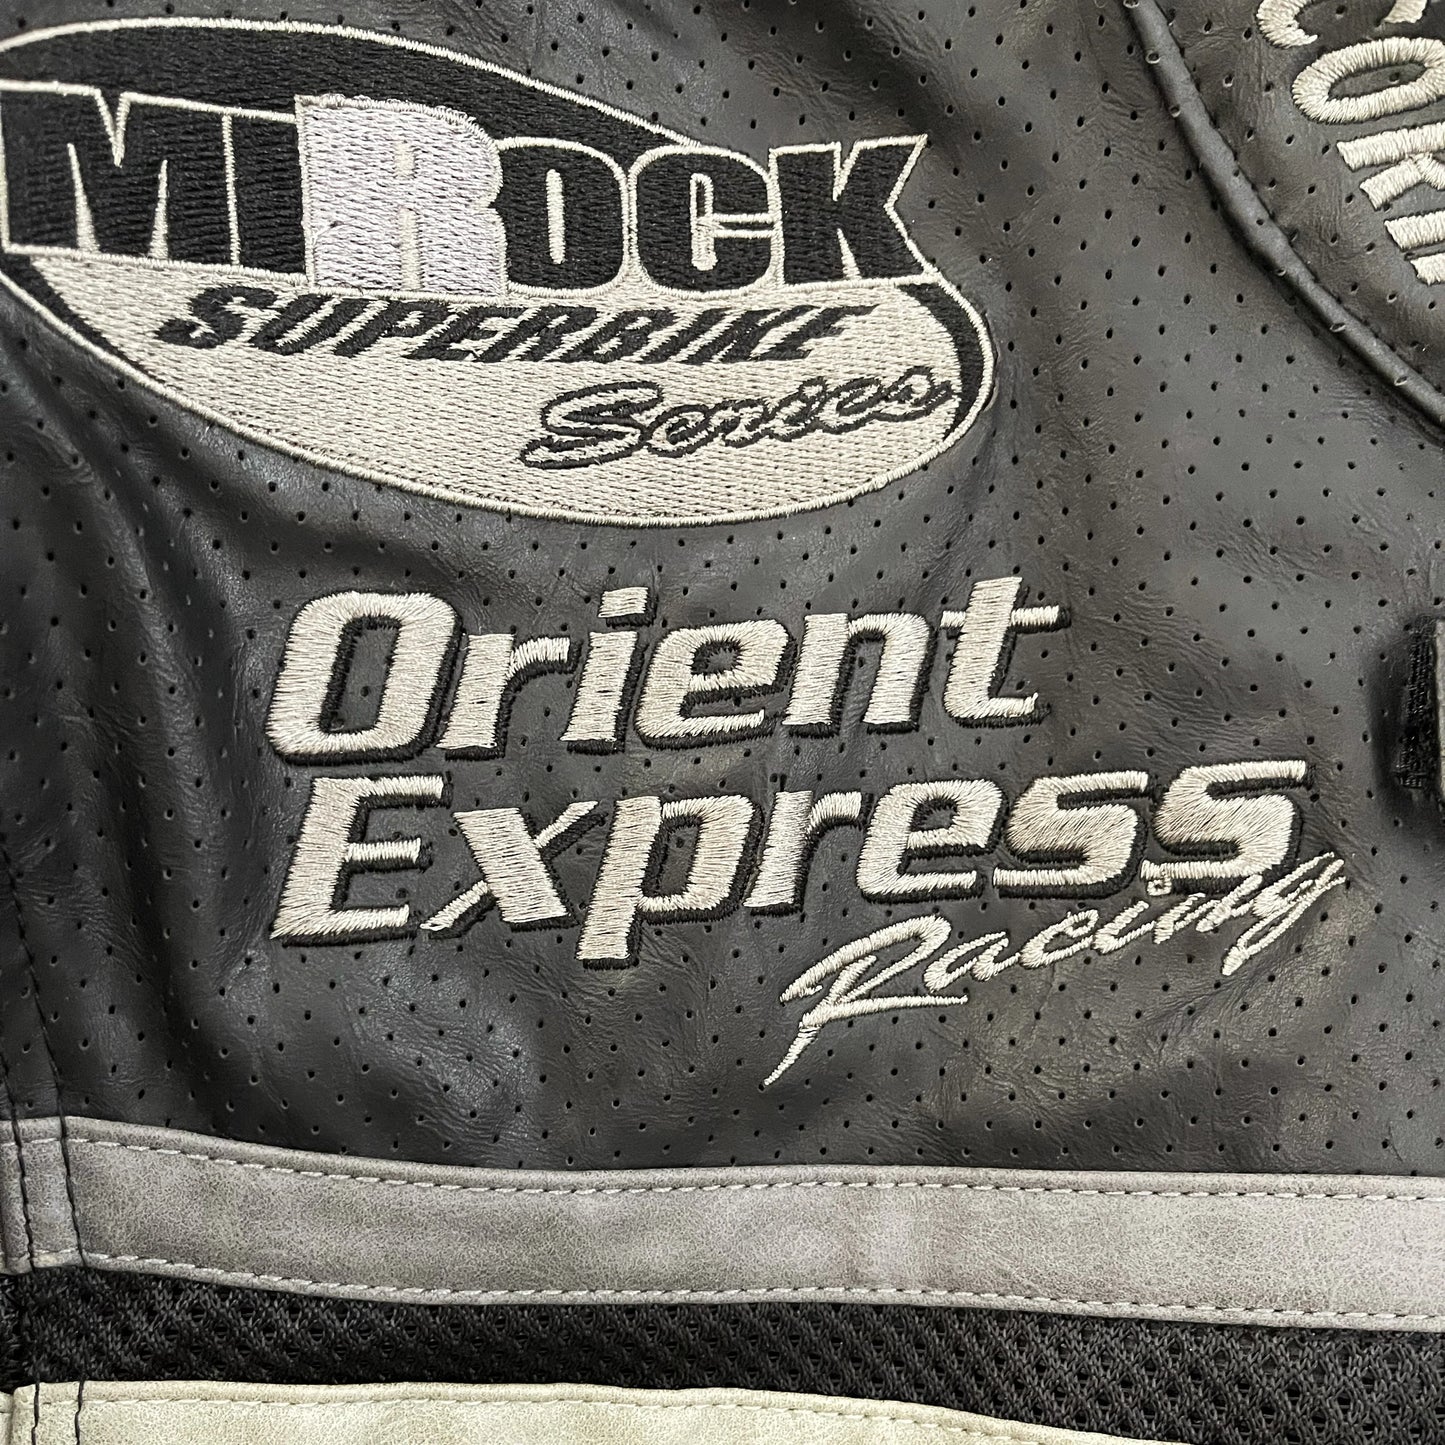 MIROCK
SUPERBIKE
Series
Orient
Express
Racing